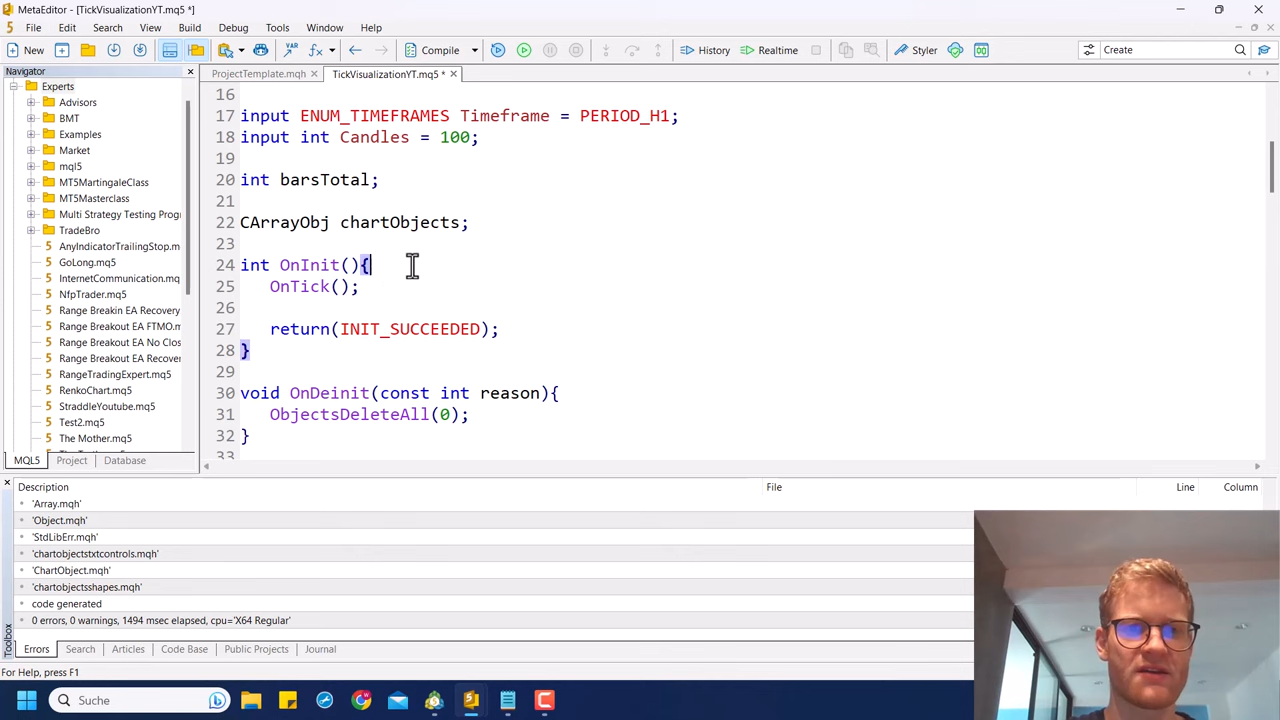 MetaEditor - [TickVisualizationYT.mq5 *]
File Edit Search View Build Debug Tools Window Help
New Compile History Realtime Styler Create
Navigator
ProjectTemplate.mqh TickVisualizationYT.mq5 *
Experts
Advisors
BMT
Examples
Market
mql5
MT5MartingaleClass
MT5Masterclass
Multi Strategy Testing Progr
TradeBro
AnyIndicatorTrailingStop.m
GoLong.mq5
InternetCommunication.mq
NfpTrader.mq5
Range Breakin EA Recovery
Range Breakout EA FTMO.m
Range Breakout EA No Clos
Range Breakout EA Recover
RangeTradingExpert.mq5
RenkoChart.mq5
StraddleYoutube.mq5
Test2.mq5
The Mother.mq5
MQL5 Project Database
16
17 input ENUM_TIMEFRAMES Timeframe = PERIOD_H1;
18 input int Candles = 100;
19
20 int barsTotal;
21
22 CArrayObj chartObjects;
23
24 int OnInit(){
25 OnTick();
26
27 return(INIT_SUCCEEDED);
28 }
29
30 void OnDeinit(const int reason){
31 ObjectsDeleteAll(0);
32 }
33
Description File Line Column
'Array.mqh'
'Object.mqh'
'StdLibErr.mqh'
'chartobjectstxtcontrols.mqh'
'ChartObject.mqh'
'chartobjectsshapes.mqh'
code generated
0 errors, 0 warnings, 1494 msec elapsed, cpu='X64 Regular'
Toolbox
Errors Search Articles Code Base Public Projects Journal
For Help, press F1
Suche